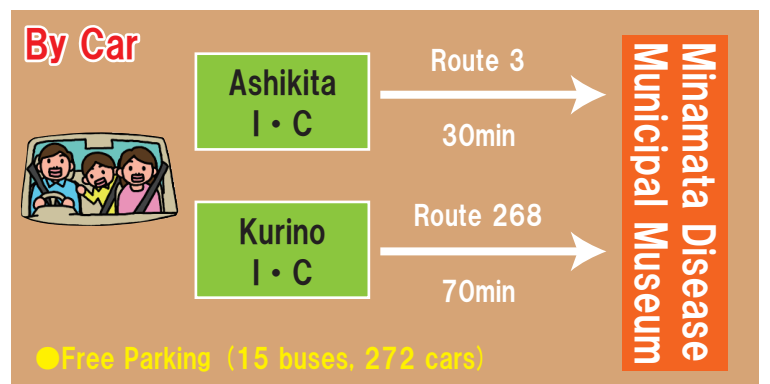 By Car
Ashikita
I・C
Route 3
30min
Kurino
I・C
Route 268
70min
Minamata Disease
Municipal Museum
●Free Parking (15 buses, 272 cars)